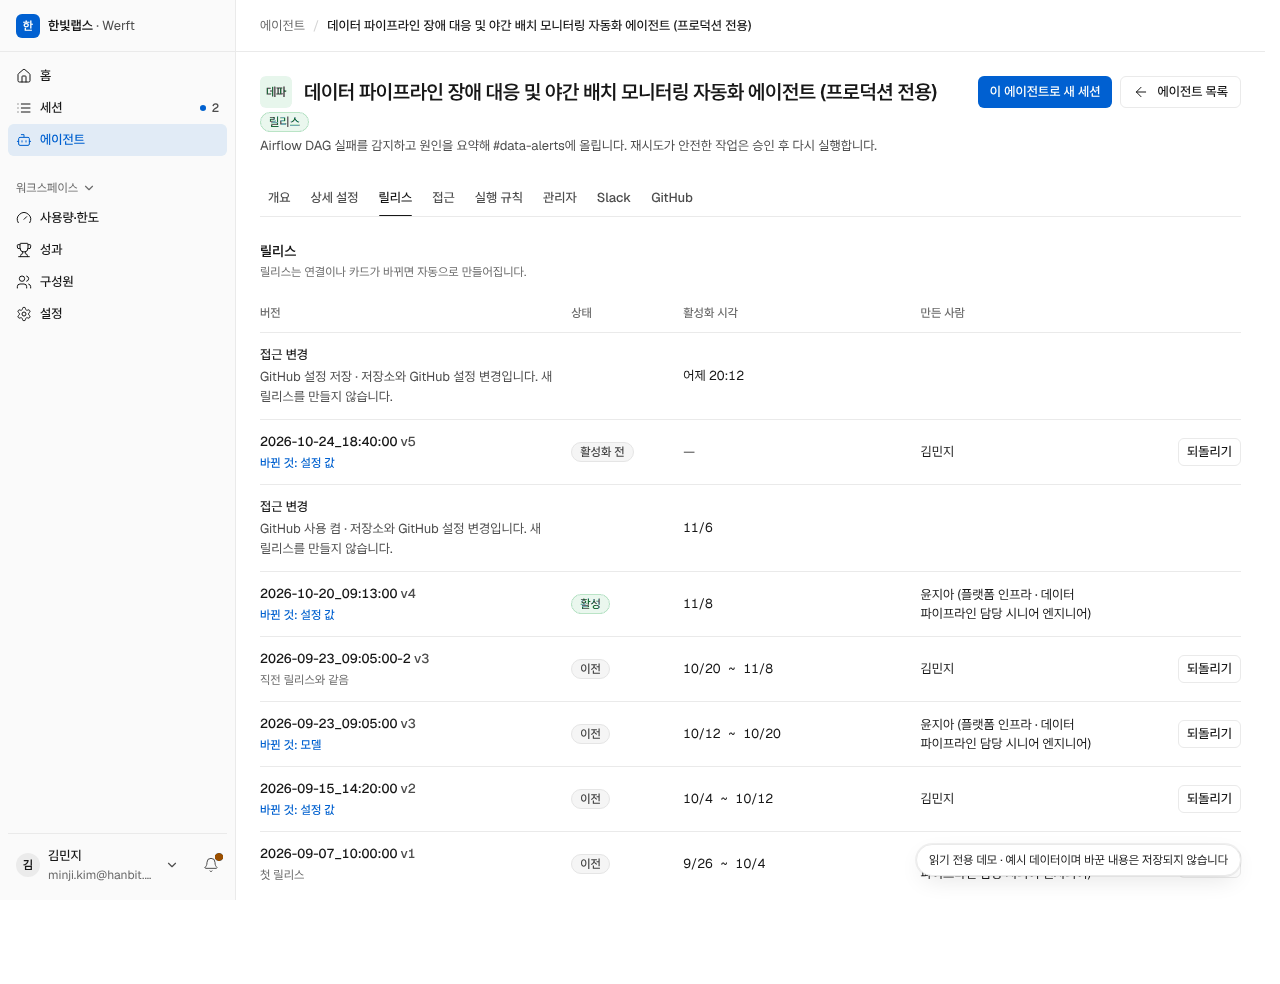 한 한빛랩스 · Werft
홈
세션 2
에이전트
워크스페이스
사용량·한도
성과
구성원
설정
김 김민지
minji.kim@hanbit....
에이전트 / 데이터 파이프라인 장애 대응 및 야간 배치 모니터링 자동화 에이전트 (프로덕션 전용)
데파 데이터 파이프라인 장애 대응 및 야간 배치 모니터링 자동화 에이전트 (프로덕션 전용)
릴리스
이 에이전트로 새 세션
에이전트 목록
Airflow DAG 실패를 감지하고 원인을 요약해 #data-alerts에 올립니다. 재시도가 안전한 작업은 승인 후 다시 실행합니다.
개요 상세 설정 릴리스 접근 실행 규칙 관리자 Slack GitHub
릴리스
릴리스는 연결이나 카드가 바뀌면 자동으로 만들어집니다.
버전 상태 활성화 시각 만든 사람
접근 변경
GitHub 설정 저장 · 저장소와 GitHub 설정 변경입니다. 새
릴리스를 만들지 않습니다.
어제 20:12
2026-10-24_18:40:00 v5
바뀐 것: 설정 값
활성화 전
—
김민지
되돌리기
접근 변경
GitHub 사용 켬 · 저장소와 GitHub 설정 변경입니다. 새
릴리스를 만들지 않습니다.
11/6
2026-10-20_09:13:00 v4
바뀐 것: 설정 값
활성
11/8
윤지아 (플랫폼 인프라 · 데이터
파이프라인 담당 시니어 엔지니어)
2026-09-23_09:05:00-2 v3
직전 릴리스와 같음
이전
10/20 ~ 11/8
김민지
되돌리기
2026-09-23_09:05:00 v3
바뀐 것: 모델
이전
10/12 ~ 10/20
윤지아 (플랫폼 인프라 · 데이터
파이프라인 담당 시니어 엔지니어)
되돌리기
2026-09-15_14:20:00 v2
바뀐 것: 설정 값
이전
10/4 ~ 10/12
김민지
되돌리기
2026-09-07_10:00:00 v1
첫 릴리스
이전
9/26 ~ 10/4
읽기 전용 데모 · 예시 데이터이며 바꾼 내용은 저장되지 않습니다